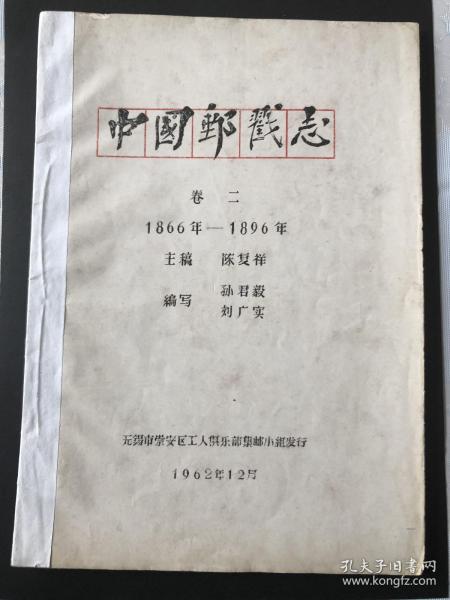 中國郵戳志
卷 二
1866年—1896年
主稿 陈复祥
编写 孙君毅
刘广实
无锡市崇安区工人俱乐部集邮小組发行
1962年12月
孔夫子旧书网
www.kongfz.com